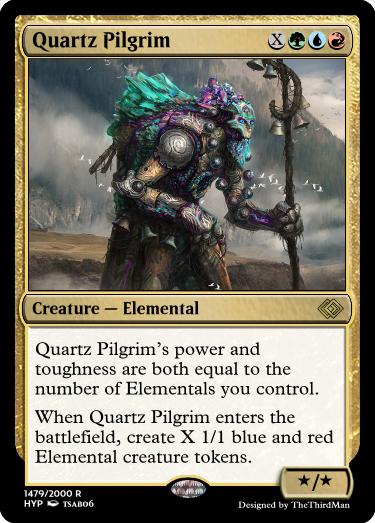 Quartz Pilgrim X
Creature — Elemental
Quartz Pilgrim's power and
toughness are both equal to the
number of Elementals you control.
When Quartz Pilgrim enters the
battlefield, create X 1/1 blue and red
Elemental creature tokens.
★/★
1479/2000 R
HYP TSABO6 Designed by TheThirdMan